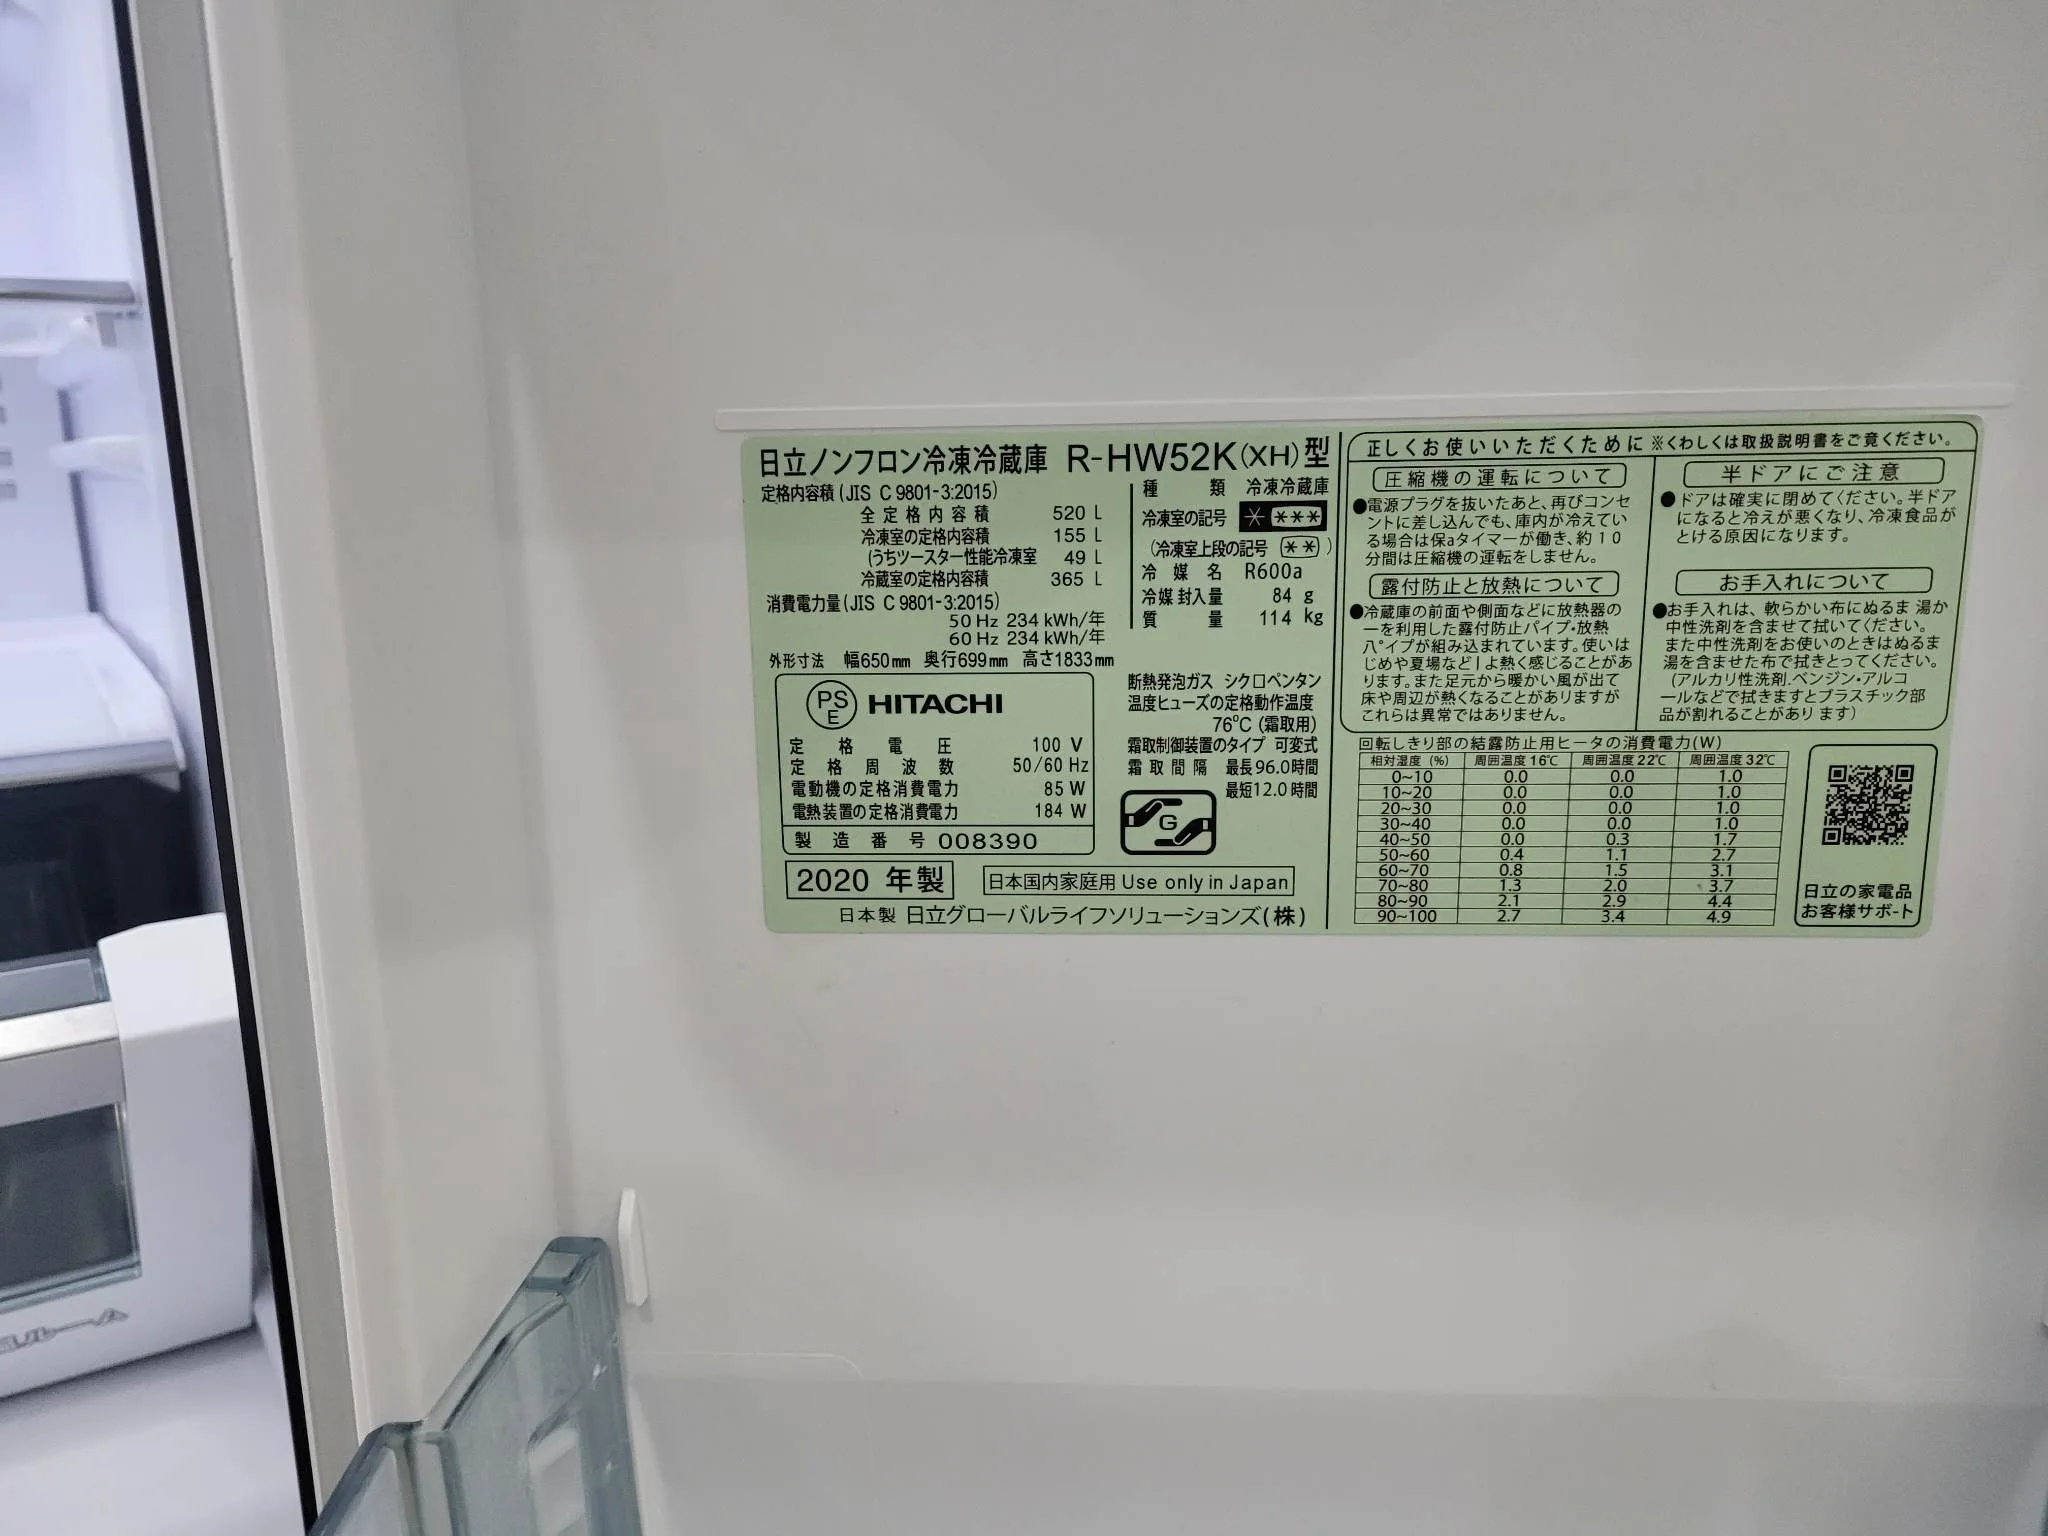 日立ノンフロン冷凍冷蔵庫 R-HW52K(XH)型
定格内容積(JIS C 9801-3:2015)
全定格内容積 520 L
冷凍室の定格内容積 155 L
(うちツースター性能冷凍室 49 L
冷蔵室の定格内容積 365 L
消費電力量(JIS C 9801-3:2015)
50 Hz 234 kWh/年
60 Hz 234 kWh/年
外形寸法 幅650mm 奥行699mm 高さ1833mm
種類 冷凍冷蔵庫
冷凍室の記号 * ***
(冷凍室上段の記号 (**))
冷媒名 R600a
冷媒封入量 84 g
質量 114 kg
PS E HITACHI
定格電圧 100 V
定格周波数 50/60 Hz
電動機の定格消費電力 85 W
電熱装置の定格消費電力 184 W
製造番号 008390
断熱発泡ガス シクロペンタン
温度ヒューズの定格動作温度
76℃(霜取用)
霜取制御装置のタイプ 可変式
霜取間隔 最長96.0時間
最短12.0時間
G
2020 年製
日本国内家庭用 Use only in Japan
日本製 日立グローバルライフソリューションズ(株)
正しくお使いいただくために ※くわしくは取扱説明書をご覧ください。
圧縮機の運転について
●電源プラグを抜いたあと、再びコンセ
ントに差し込んでも、庫内が冷えてい
る場合は保aタイマーが働き、約10
分間は圧縮機の運転をしません。
露付防止と放熱について
●冷蔵庫の前面や側面などに放熱器の
ーを利用した露付防止パイプ・放熱
パイプが組み込まれています。使いは
じめや夏場など|よ熱く感じることがあ
ります。また足元から暖かい風が出て
床や周辺が熱くなることがありますが
これらは異常ではありません。
半ドアにご注意
●ドアは確実に閉めてください。半ドア
になると冷えが悪くなり、冷凍食品が
とける原因になります。
お手入れについて
●お手入れは、軟らかい布にぬるま 湯か
中性洗剤を含ませて拭いてください。
また中性洗剤をお使いのときはぬるま
湯を含ませた布で拭きとってください。
(アルカリ性洗剤.ベンジン・アルコ
ールなどで拭きますとプラスチック部
品が割れることがあり ます)
回転しきり部の結露防止用ヒータの消費電力(W)
相対湿度 (%) 周囲温度16℃ 周囲温度22℃ 周囲温度32℃
0~10 0.0 0.0 1.0
10~20 0.0 0.0 1.0
20~30 0.0 0.0 1.0
30~40 0.0 0.0 1.0
40~50 0.0 0.3 1.7
50~60 0.4 1.1 2.7
60~70 0.8 1.5 3.1
70~80 1.3 2.0 3.7
80~90 2.1 2.9 4.4
90~100 2.7 3.4 4.9
日立の家電品
お客様サポート
ルーム